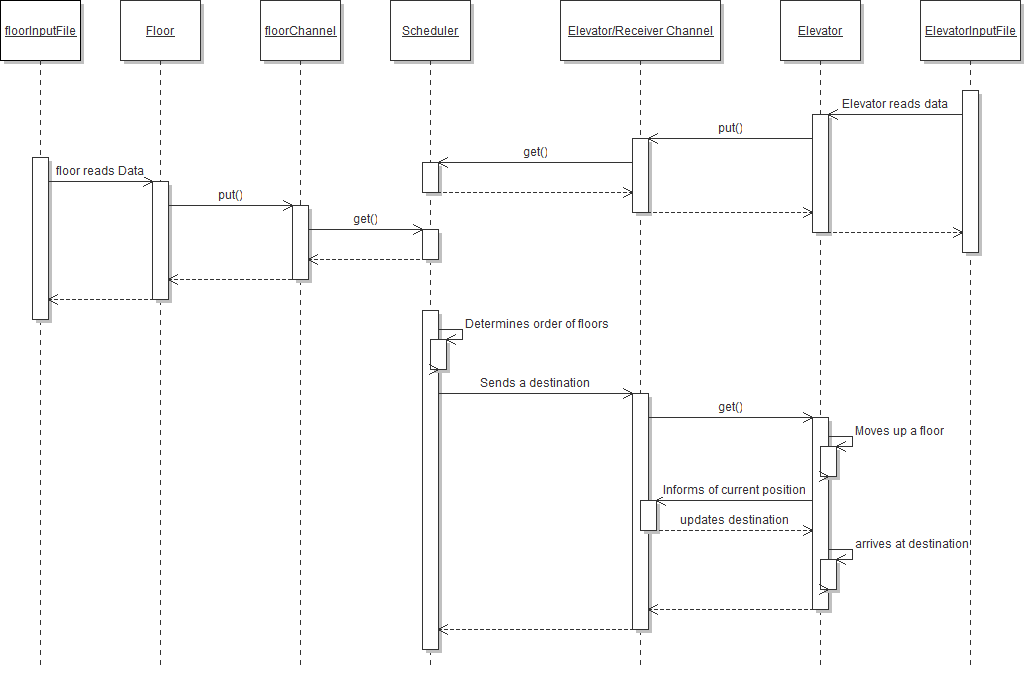 floorInputFile
Floor
floorChannel
Scheduler
Elevator/Receiver Channel
Elevator
ElevatorInputFile
Elevator reads data
put()
get()
floor reads Data
put()
get()
Determines order of floors
Sends a destination
get()
Moves up a floor
Informs of current position
updates destination
arrives at destination